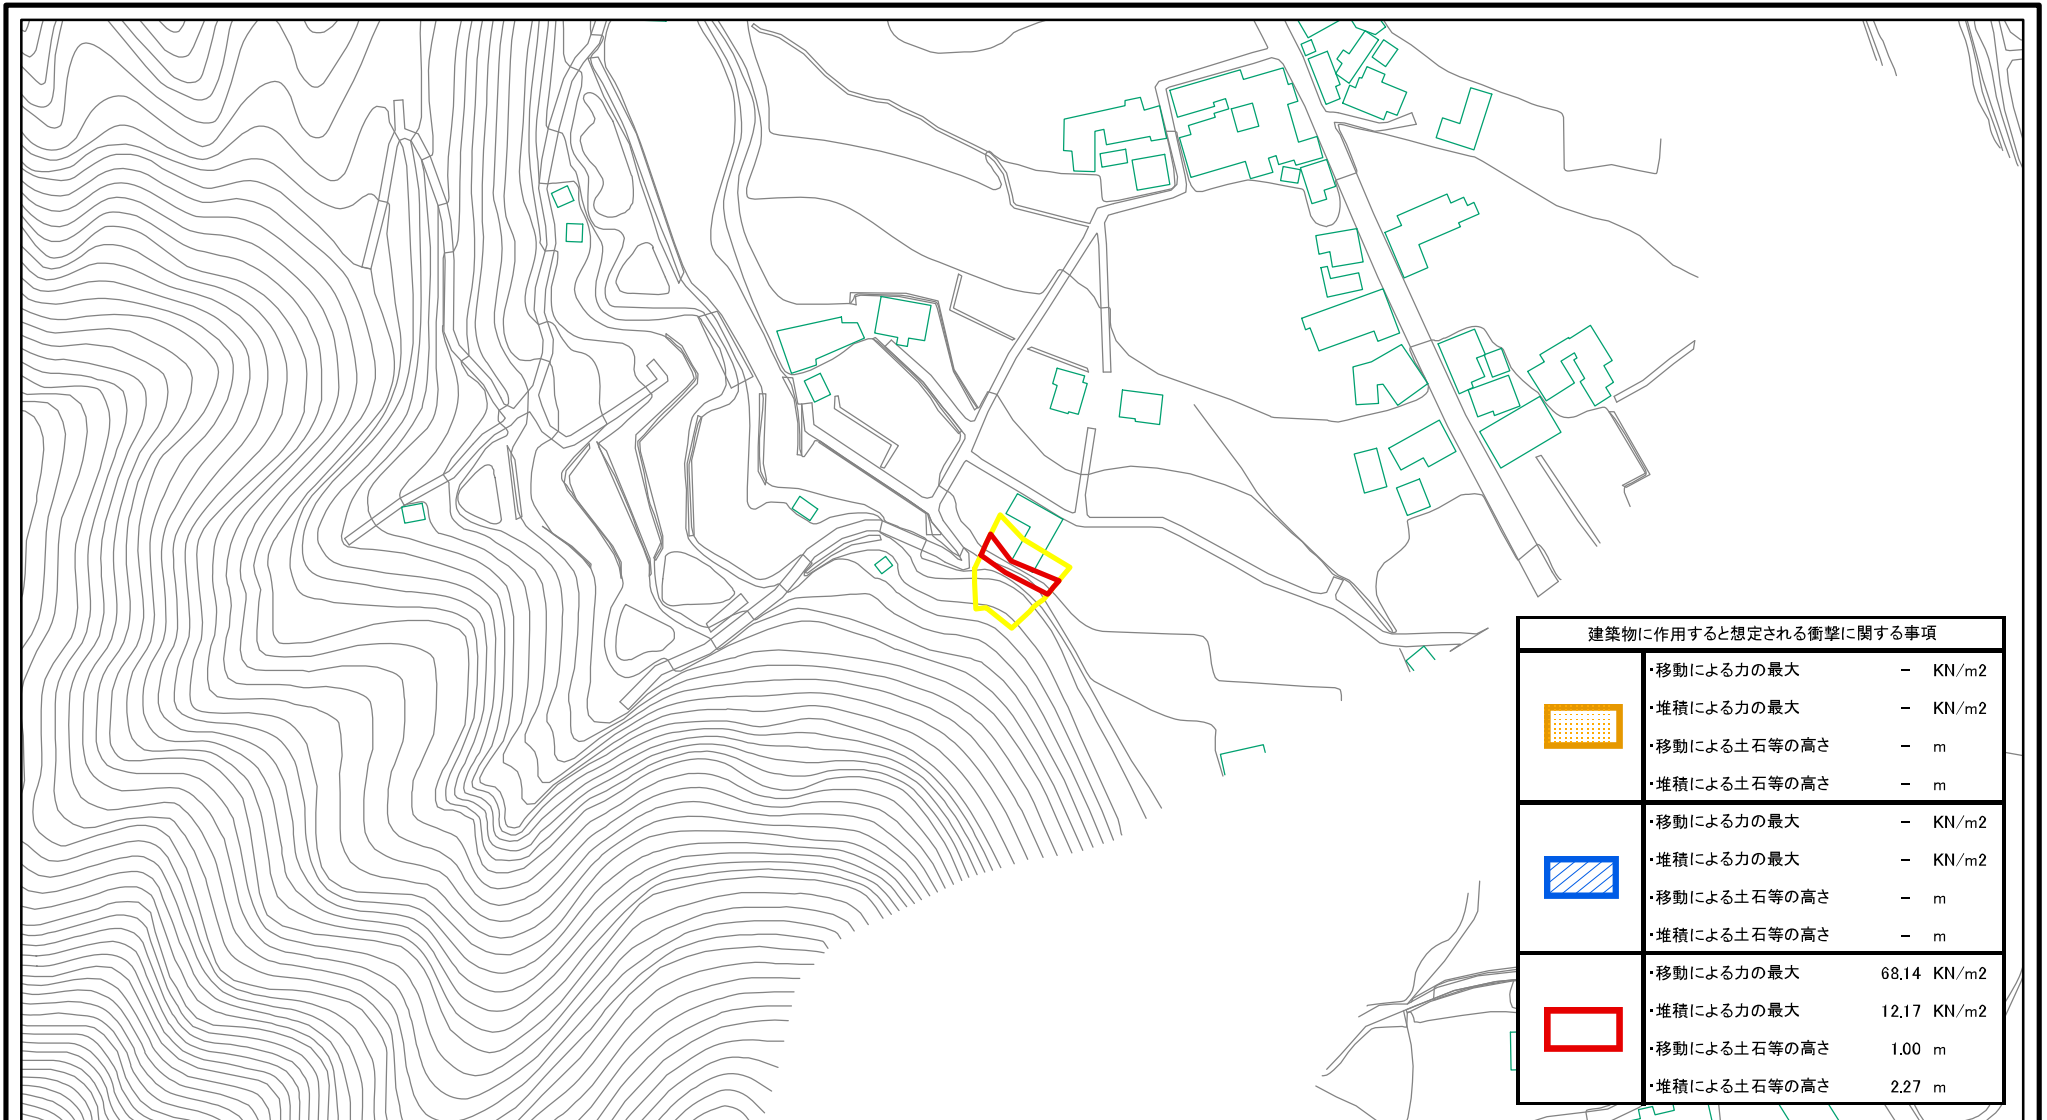 建築物に作用すると想定される衝撃に関する事項
・移動による力の最大 － KN/m2
・堆積による力の最大 － KN/m2
・移動による土石等の高さ － m
・堆積による土石等の高さ － m
・移動による力の最大 － KN/m2
・堆積による力の最大 － KN/m2
・移動による土石等の高さ － m
・堆積による土石等の高さ － m
・移動による力の最大 68.14 KN/m2
・堆積による力の最大 12.17 KN/m2
・移動による土石等の高さ 1.00 m
・堆積による土石等の高さ 2.27 m